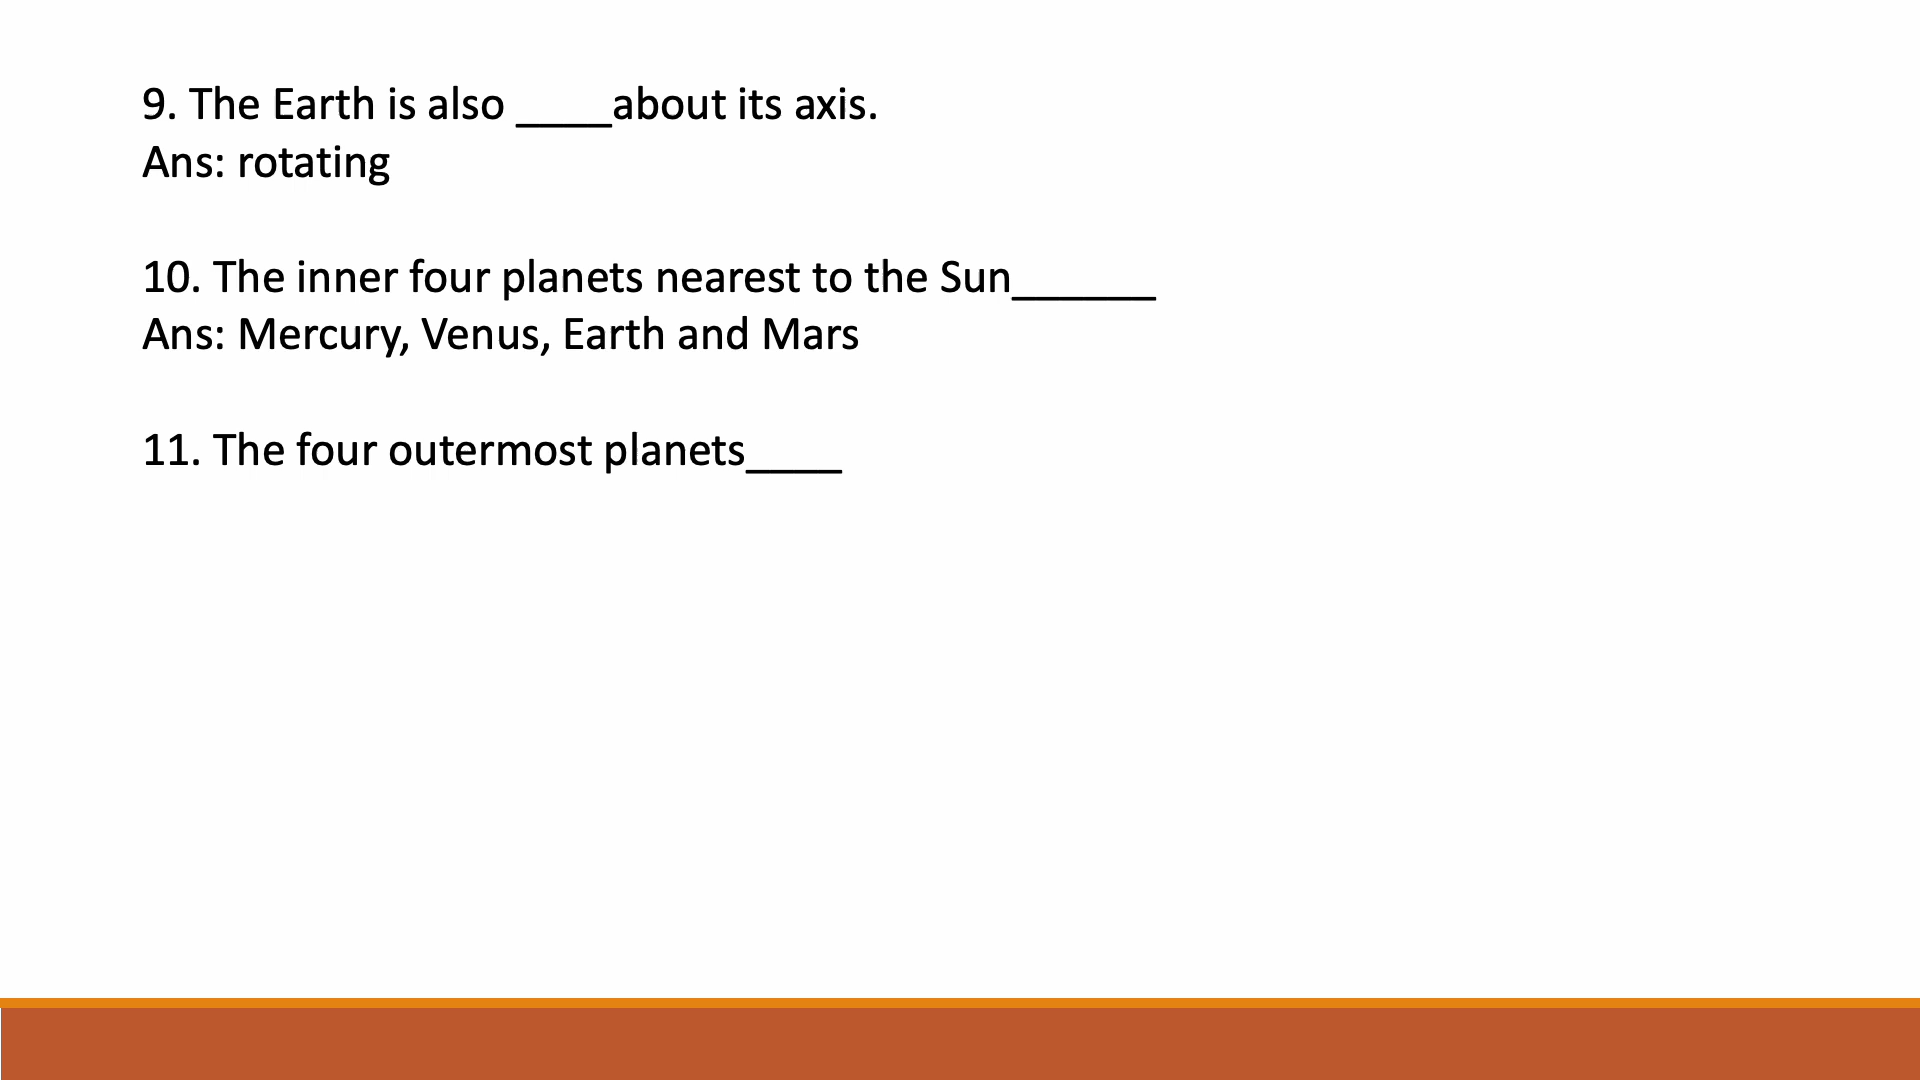 9. The Earth is also ____about its axis.
Ans: rotating
10. The inner four planets nearest to the Sun______
Ans: Mercury, Venus, Earth and Mars
11. The four outermost planets____